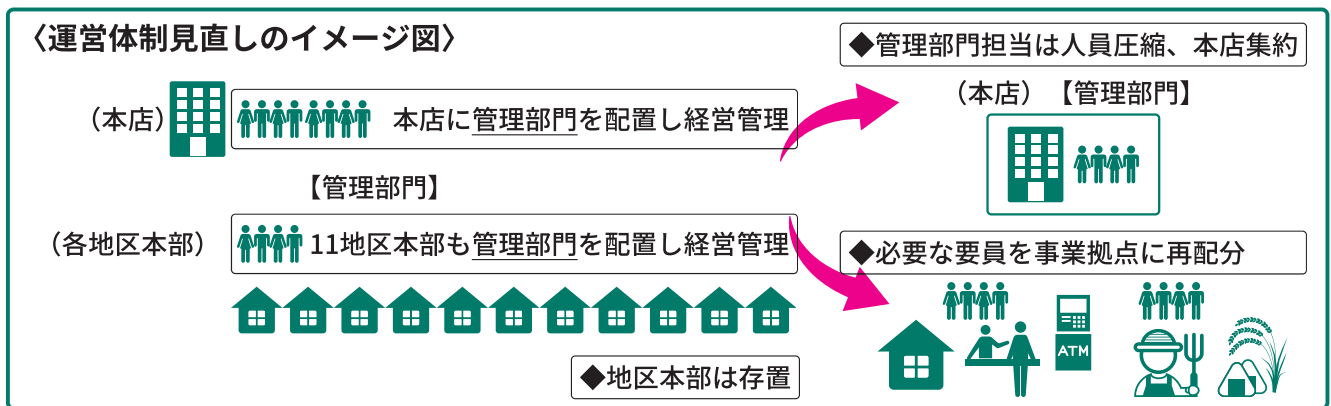 〈運営体制見直しのイメージ図〉
（本店）
本店に管理部門を配置し経営管理
【管理部門】
（各地区本部）
11地区本部も管理部門を配置し経営管理
◆地区本部は存置
◆管理部門担当は人員圧縮、本店集約
（本店）【管理部門】
◆必要な要員を事業拠点に再配分
ATM